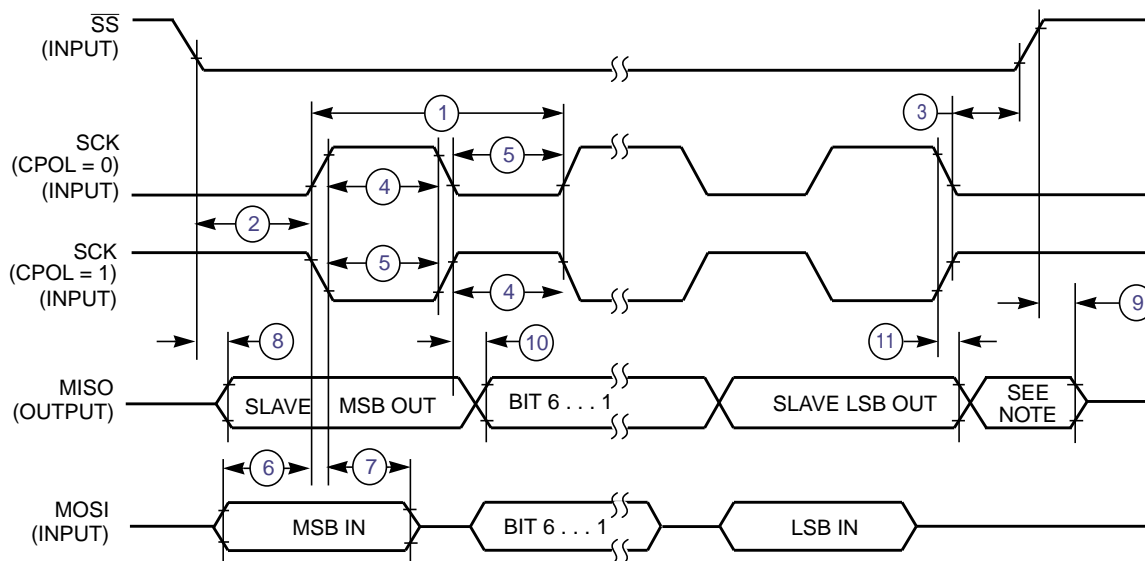 SS
(INPUT)
1
3
SCK
(CPOL = 0)
(INPUT)
5
4
2
SCK
(CPOL = 1)
(INPUT)
5
4
9
8
10
11
MISO
(OUTPUT)
SLAVE MSB OUT
BIT 6 . . . 1
SLAVE LSB OUT
SEE
NOTE
6
7
MOSI
(INPUT)
MSB IN
BIT 6 . . . 1
LSB IN